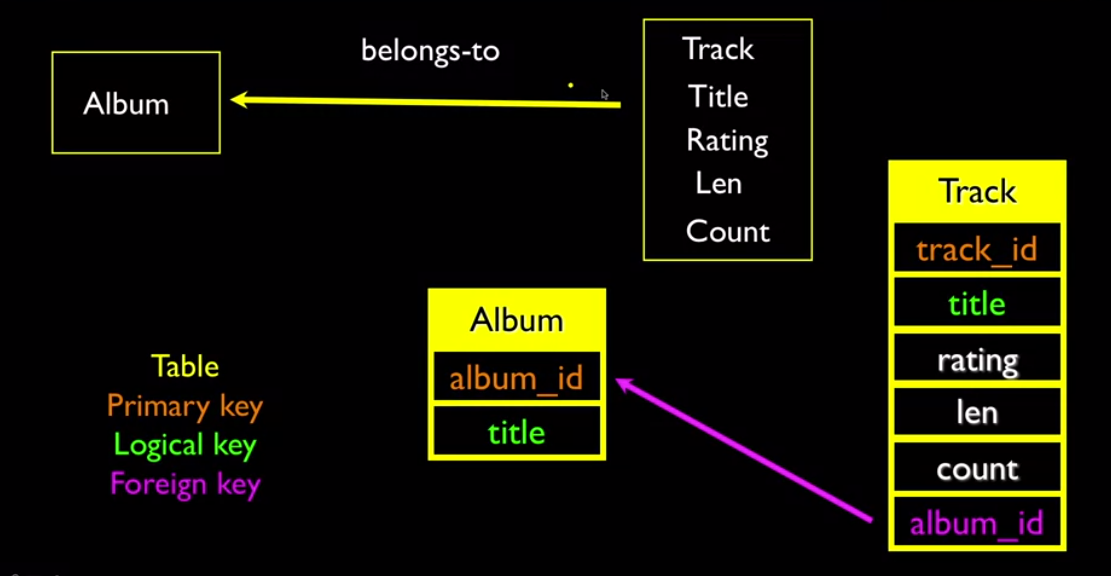 belongs-to
Album
Track
Title
Rating
Len
Count
Track
track_id
title
rating
len
count
album_id
Album
album_id
title
Table
Primary key
Logical key
Foreign key